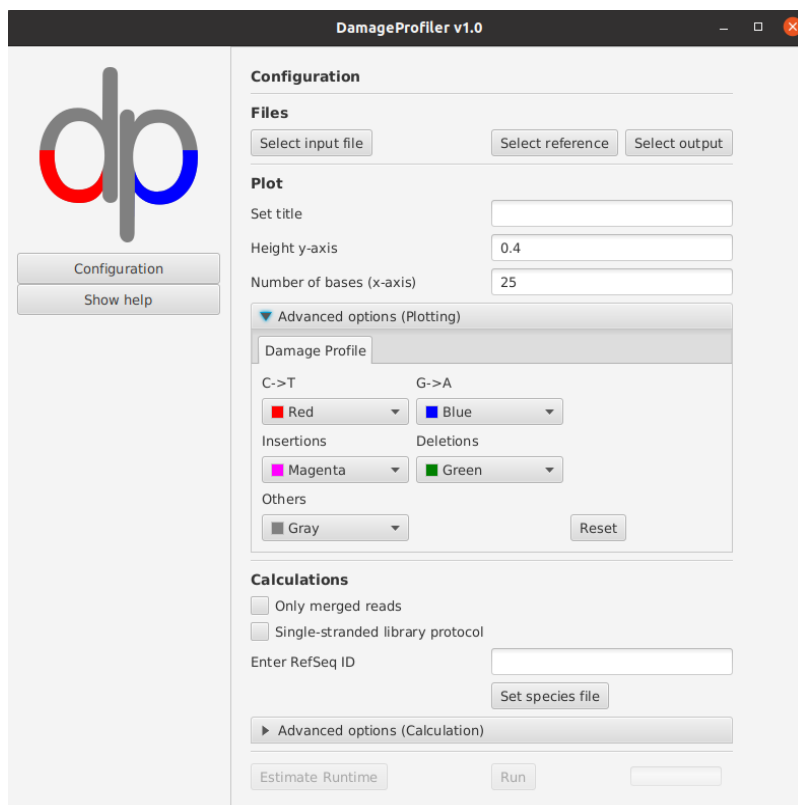 DamageProfiler v1.0
dp
Configuration
Show help
Configuration
Files
Select input file Select reference Select output
Plot
Set title
Height y-axis 0.4
Number of bases (x-axis) 25
Advanced options (Plotting)
Damage Profile
C->T G->A
Red Blue
Insertions Deletions
Magenta Green
Others
Gray Reset
Calculations
Only merged reads
Single-stranded library protocol
Enter RefSeq ID
Set species file
Advanced options (Calculation)
Estimate Runtime Run